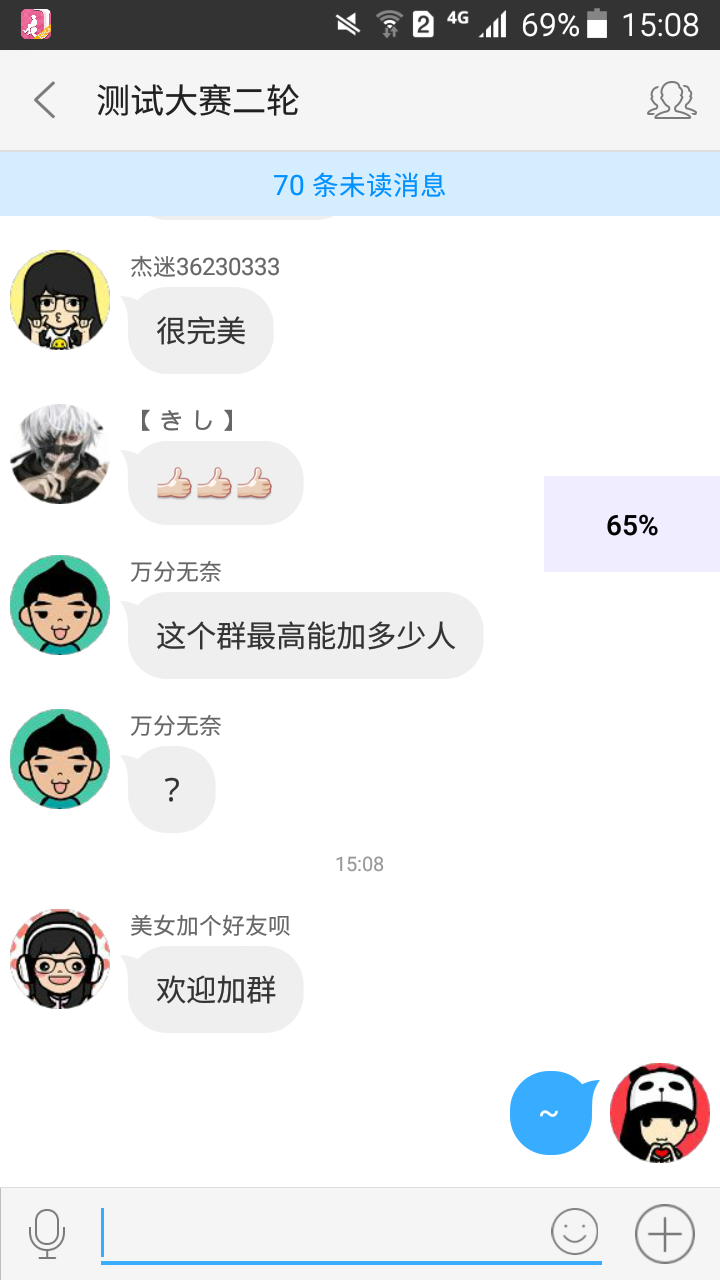 2 4G 69% 15:08
测试大赛二轮
70 条未读消息
杰迷36230333
很完美
【 き し 】
👍👍👍
65%
万分无奈
这个群最高能加多少人
万分无奈
？
15:08
美女加个好友呗
欢迎加群
~